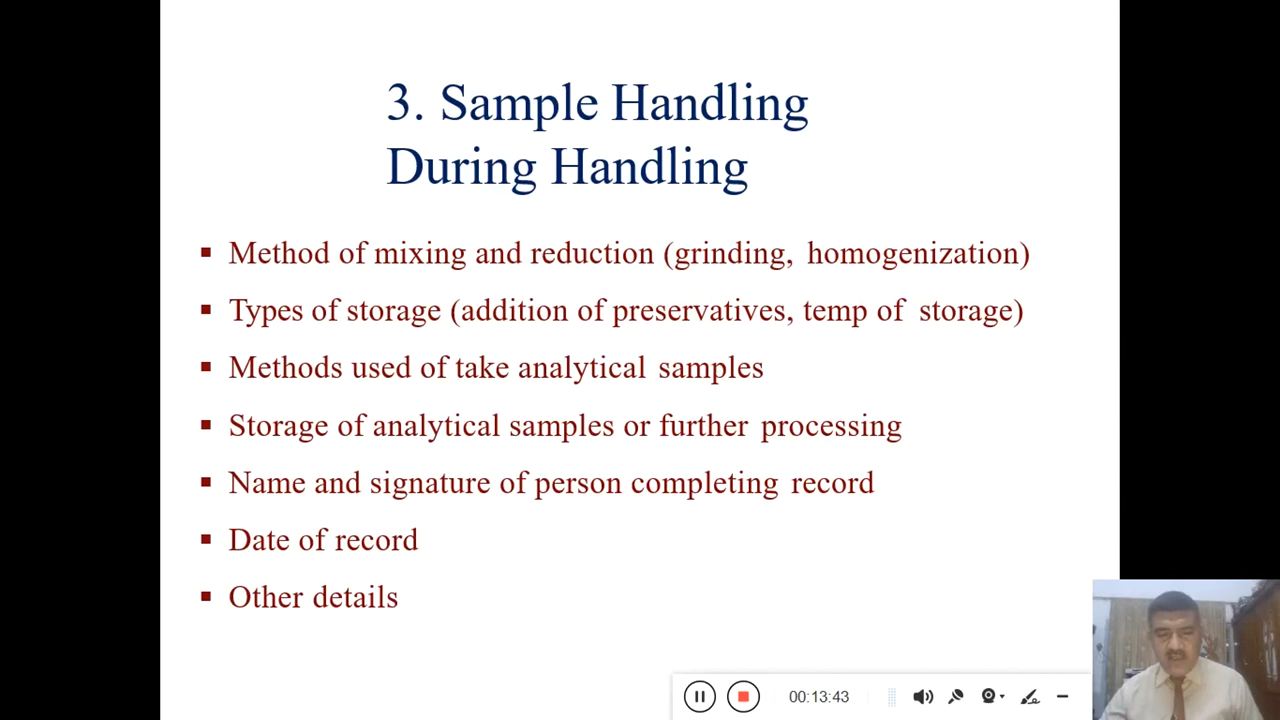 3. Sample Handling
During Handling
▪ Method of mixing and reduction (grinding, homogenization)
▪ Types of storage (addition of preservatives, temp of storage)
▪ Methods used of take analytical samples
▪ Storage of analytical samples or further processing
▪ Name and signature of person completing record
▪ Date of record
▪ Other details
00:13:43